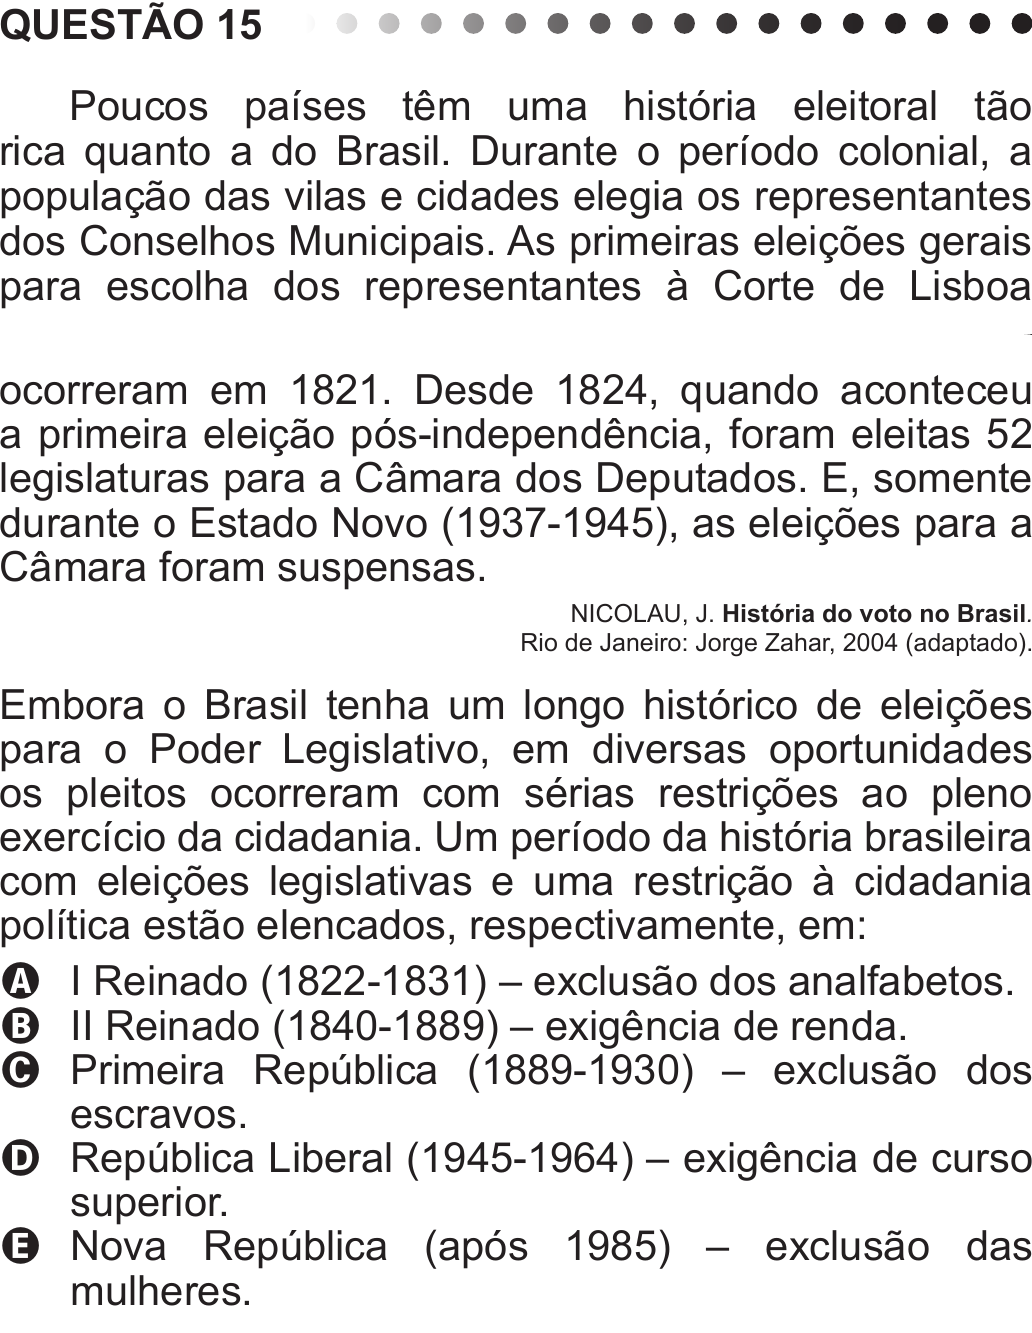 QUESTÃO 15
Poucos países têm uma história eleitoral tão
rica quanto a do Brasil. Durante o período colonial, a
população das vilas e cidades elegia os representantes
dos Conselhos Municipais. As primeiras eleições gerais
para escolha dos representantes à Corte de Lisboa
ocorreram em 1821. Desde 1824, quando aconteceu
a primeira eleição pós-independência, foram eleitas 52
legislaturas para a Câmara dos Deputados. E, somente
durante o Estado Novo (1937-1945), as eleições para a
Câmara foram suspensas.
NICOLAU, J. História do voto no Brasil.
Rio de Janeiro: Jorge Zahar, 2004 (adaptado).
Embora o Brasil tenha um longo histórico de eleições
para o Poder Legislativo, em diversas oportunidades
os pleitos ocorreram com sérias restrições ao pleno
exercício da cidadania. Um período da história brasileira
com eleições legislativas e uma restrição à cidadania
política estão elencados, respectivamente, em:
A I Reinado (1822-1831) – exclusão dos analfabetos.
B II Reinado (1840-1889) – exigência de renda.
C Primeira República (1889-1930) – exclusão dos
escravos.
D República Liberal (1945-1964) – exigência de curso
superior.
E Nova República (após 1985) – exclusão das
mulheres.